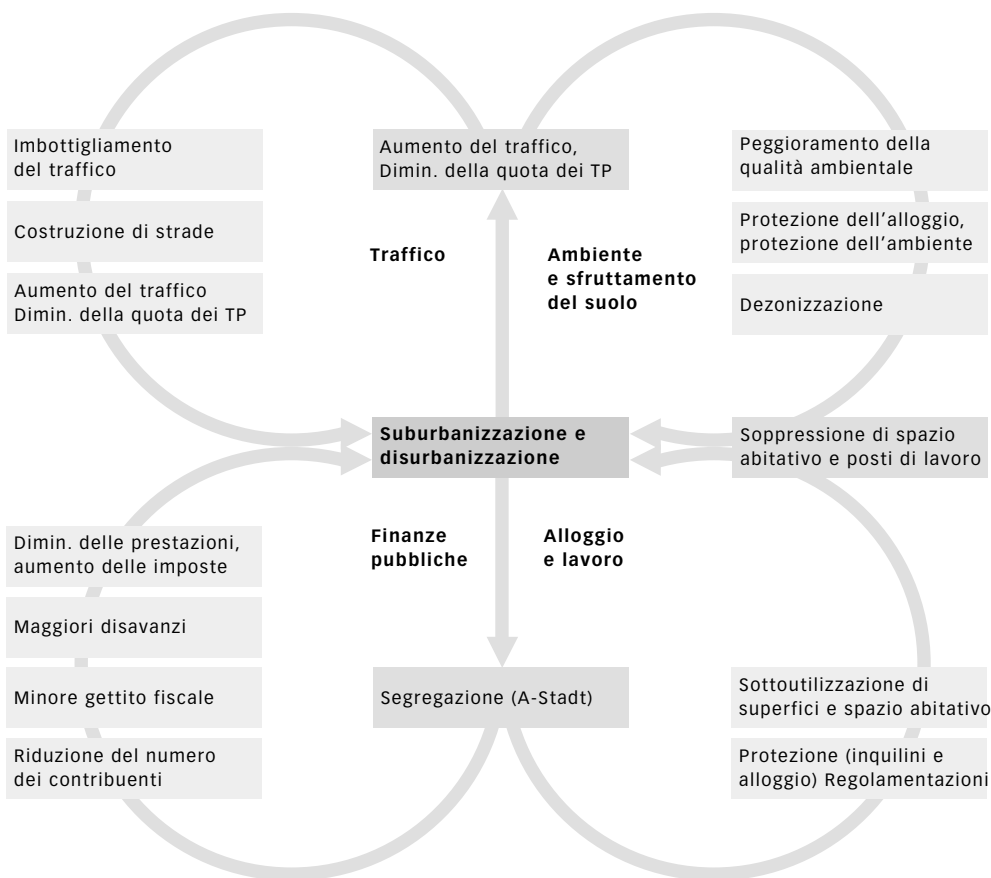 Imbottigliamento
del traffico
Costruzione di strade
Aumento del traffico
Dimin. della quota dei TP
Aumento del traffico,
Dimin. della quota dei TP
Traffico
Ambiente
e sfruttamento
del suolo
Peggioramento della
qualità ambientale
Protezione dell’alloggio,
protezione dell’ambiente
Dezonizzazione
Suburbanizzazione e
disurbanizzazione
Soppressione di spazio
abitativo e posti di lavoro
Finanze
pubbliche
Alloggio
e lavoro
Dimin. delle prestazioni,
aumento delle imposte
Maggiori disavanzi
Minore gettito fiscale
Riduzione del numero
dei contribuenti
Segregazione (A-Stadt)
Sottoutilizzazione di
superfici e spazio abitativo
Protezione (inquilini e
alloggio) Regolamentazioni